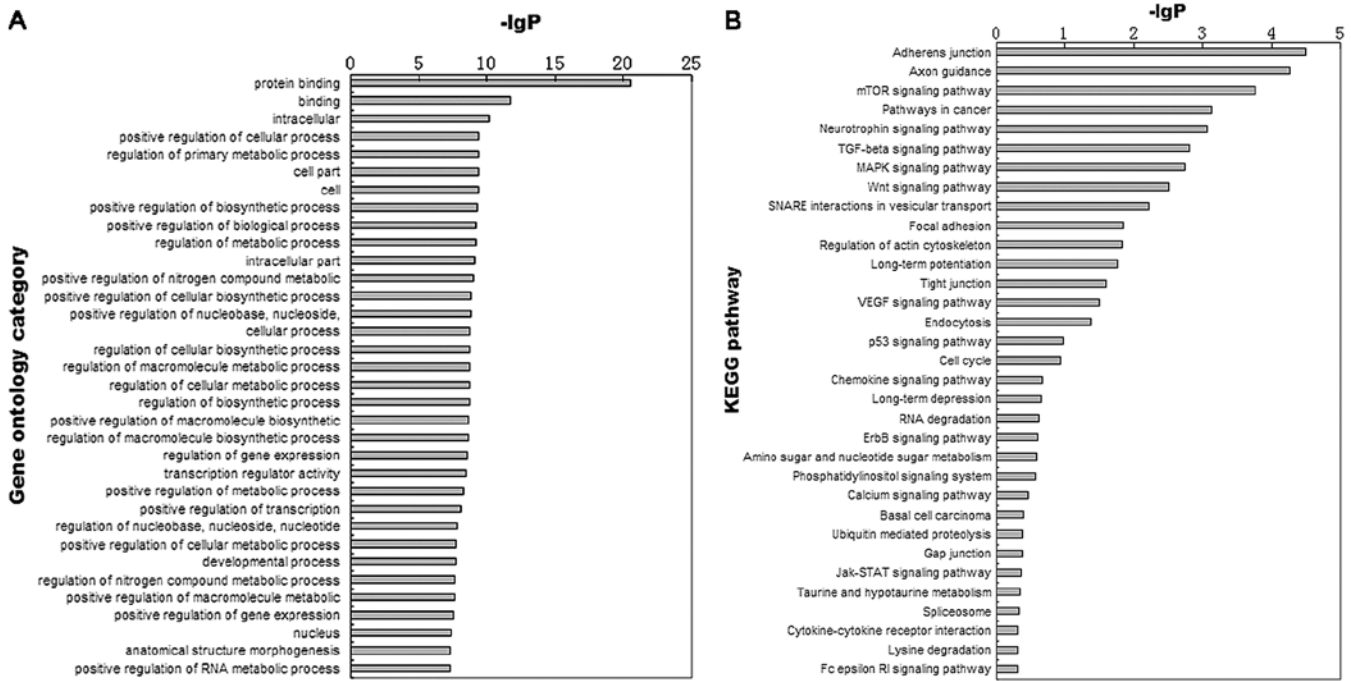 A
-lgP
0 5 10 15 20 25
Gene ontology category
protein binding
binding
intracellular
positive regulation of cellular process
regulation of primary metabolic process
cell part
cell
positive regulation of biosynthetic process
positive regulation of biological process
regulation of metabolic process
intracellular part
positive regulation of nitrogen compound metabolic
positive regulation of cellular biosynthetic process
positive regulation of nucleobase, nucleoside,
cellular process
regulation of cellular biosynthetic process
regulation of macromolecule metabolic process
regulation of cellular metabolic process
regulation of biosynthetic process
positive regulation of macromolecule biosynthetic
regulation of macromolecule biosynthetic process
regulation of gene expression
transcription regulator activity
positive regulation of metabolic process
positive regulation of transcription
regulation of nucleobase, nucleoside, nucleotide
positive regulation of cellular metabolic process
developmental process
regulation of nitrogen compound metabolic process
positive regulation of macromolecule metabolic
positive regulation of gene expression
nucleus
anatomical structure morphogenesis
positive regulation of RNA metabolic process
B
-lgP
0 1 2 3 4 5
KEGG pathway
Adherens junction
Axon guidance
mTOR signaling pathway
Pathways in cancer
Neurotrophin signaling pathway
TGF-beta signaling pathway
MAPK signaling pathway
Wnt signaling pathway
SNARE interactions in vesicular transport
Focal adhesion
Regulation of actin cytoskeleton
Long-term potentiation
Tight junction
VEGF signaling pathway
Endocytosis
p53 signaling pathway
Cell cycle
Chemokine signaling pathway
Long-term depression
RNA degradation
ErbB signaling pathway
Amino sugar and nucleotide sugar metabolism
Phosphatidylinositol signaling system
Calcium signaling pathway
Basal cell carcinoma
Ubiquitin mediated proteolysis
Gap junction
Jak-STAT signaling pathway
Taurine and hypotaurine metabolism
Spliceosome
Cytokine-cytokine receptor interaction
Lysine degradation
Fc epsilon RI signaling pathway